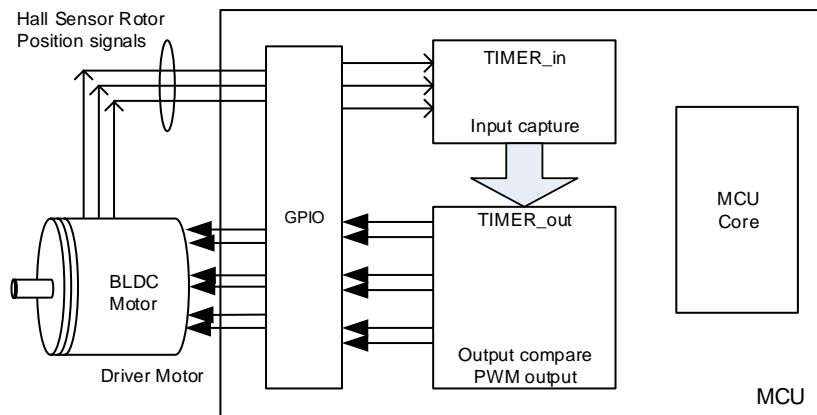 Hall Sensor Rotor
Position signals
TIMER_in
Input capture
MCU
Core
GPIO
TIMER_out
BLDC
Motor
Output compare
PWM output
Driver Motor
MCU